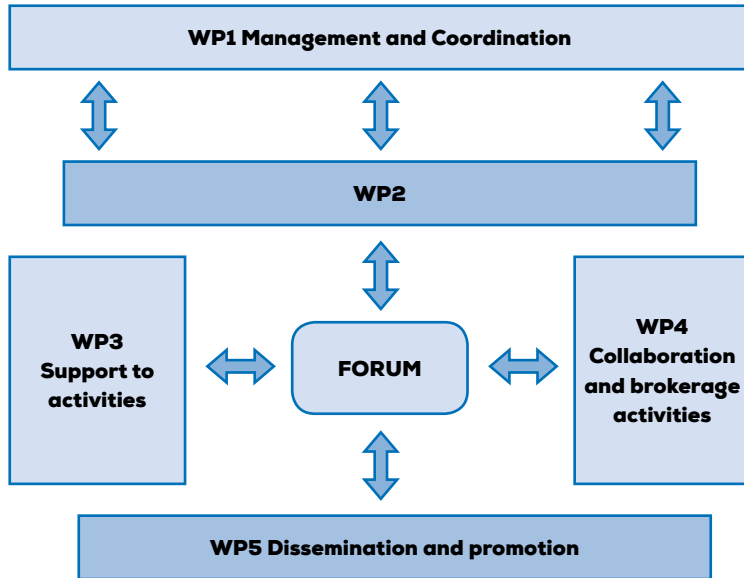 WP1 Management and Coordination
WP2
WP3
Support to
activities
FORUM
WP4
Collaboration
and brokerage
activities
WP5 Dissemination and promotion